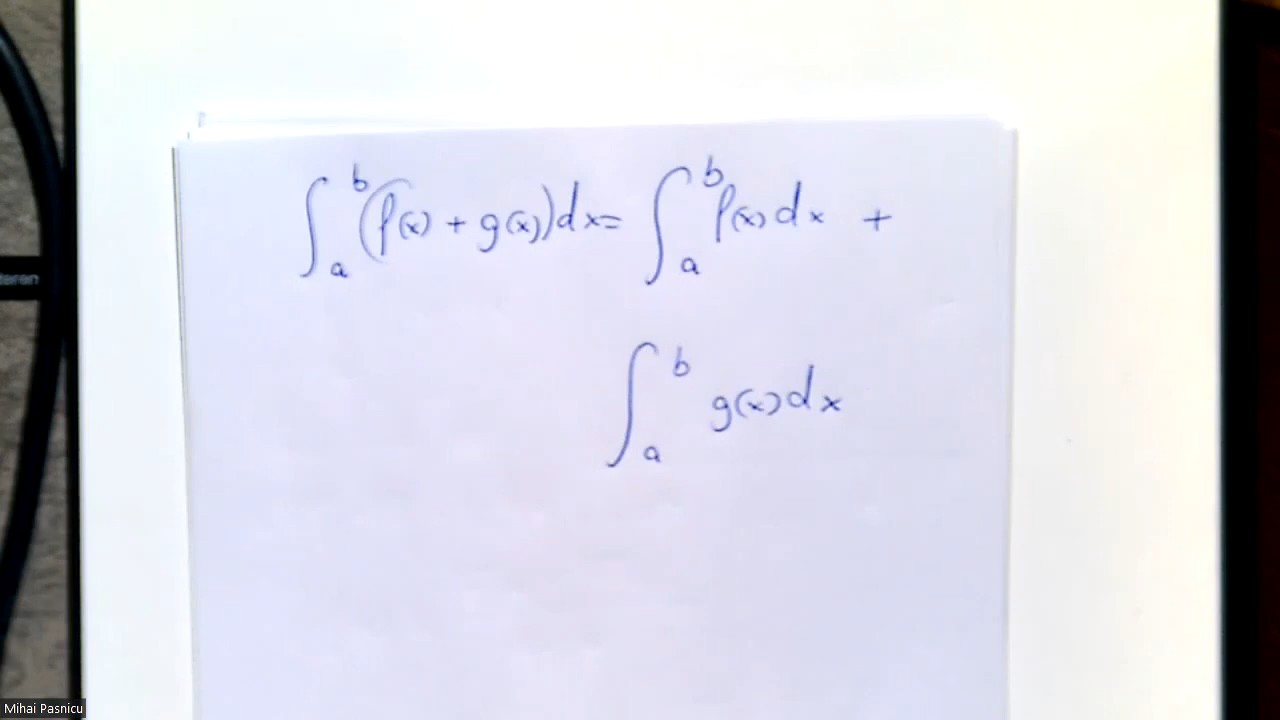 ∫_a^b (f(x) + g(x)) dx = ∫_a^b f(x) dx +
∫_a^b g(x) dx
Mihai Pasnicu